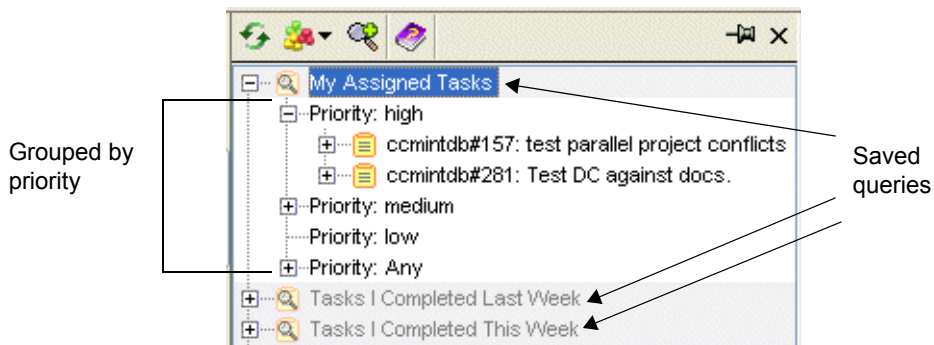 My Assigned Tasks
Priority: high
ccmintdb#157: test parallel project conflicts
ccmintdb#281: Test DC against docs.
Priority: medium
Priority: low
Priority: Any
Tasks I Completed Last Week
Tasks I Completed This Week
Grouped by
priority
Saved
queries